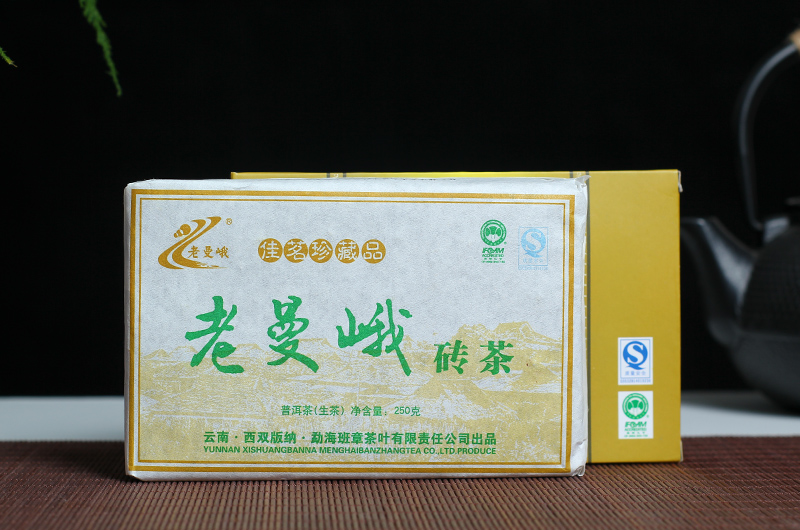 老曼峨®
佳茗珍藏品
老曼峨 砖茶
普洱茶(生茶) 净含量: 250克
云南·西双版纳·勐海班章茶叶有限责任公司出品
YUNNAN XISHUANGBANNA MENGHAIBANZHANGTEA CO.,LTD PRODUCE